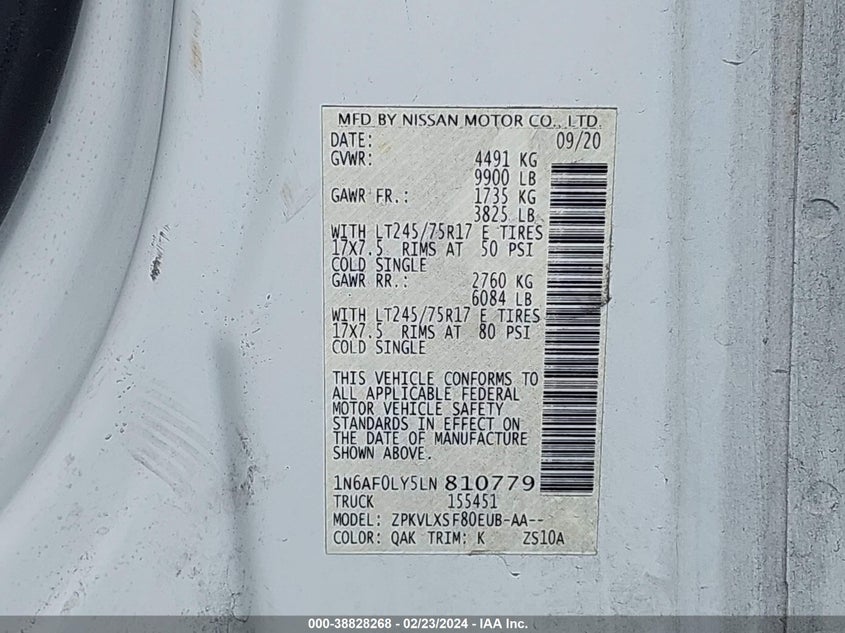 MFD BY NISSAN MOTOR CO., LTD.
DATE: 09/20
GVWR: 4491 KG
9900 LB
GAWR FR.: 1735 KG
3825 LB
WITH LT245/75R17 E TIRES
17X7.5 RIMS AT 50 PSI
COLD SINGLE
GAWR RR.: 2760 KG
6084 LB
WITH LT245/75R17 E TIRES
17X7.5 RIMS AT 80 PSI
COLD SINGLE
THIS VEHICLE CONFORMS TO
ALL APPLICABLE FEDERAL
MOTOR VEHICLE SAFETY
STANDARDS IN EFFECT ON
THE DATE OF MANUFACTURE
SHOWN ABOVE.
1N6AF0LY5LN 810779
TRUCK 155451
MODEL: ZPKVLXSF80EUB-AA--
COLOR: QAK TRIM: K ZS10A
000-38828268 - 02/23/2024 - IAA Inc.